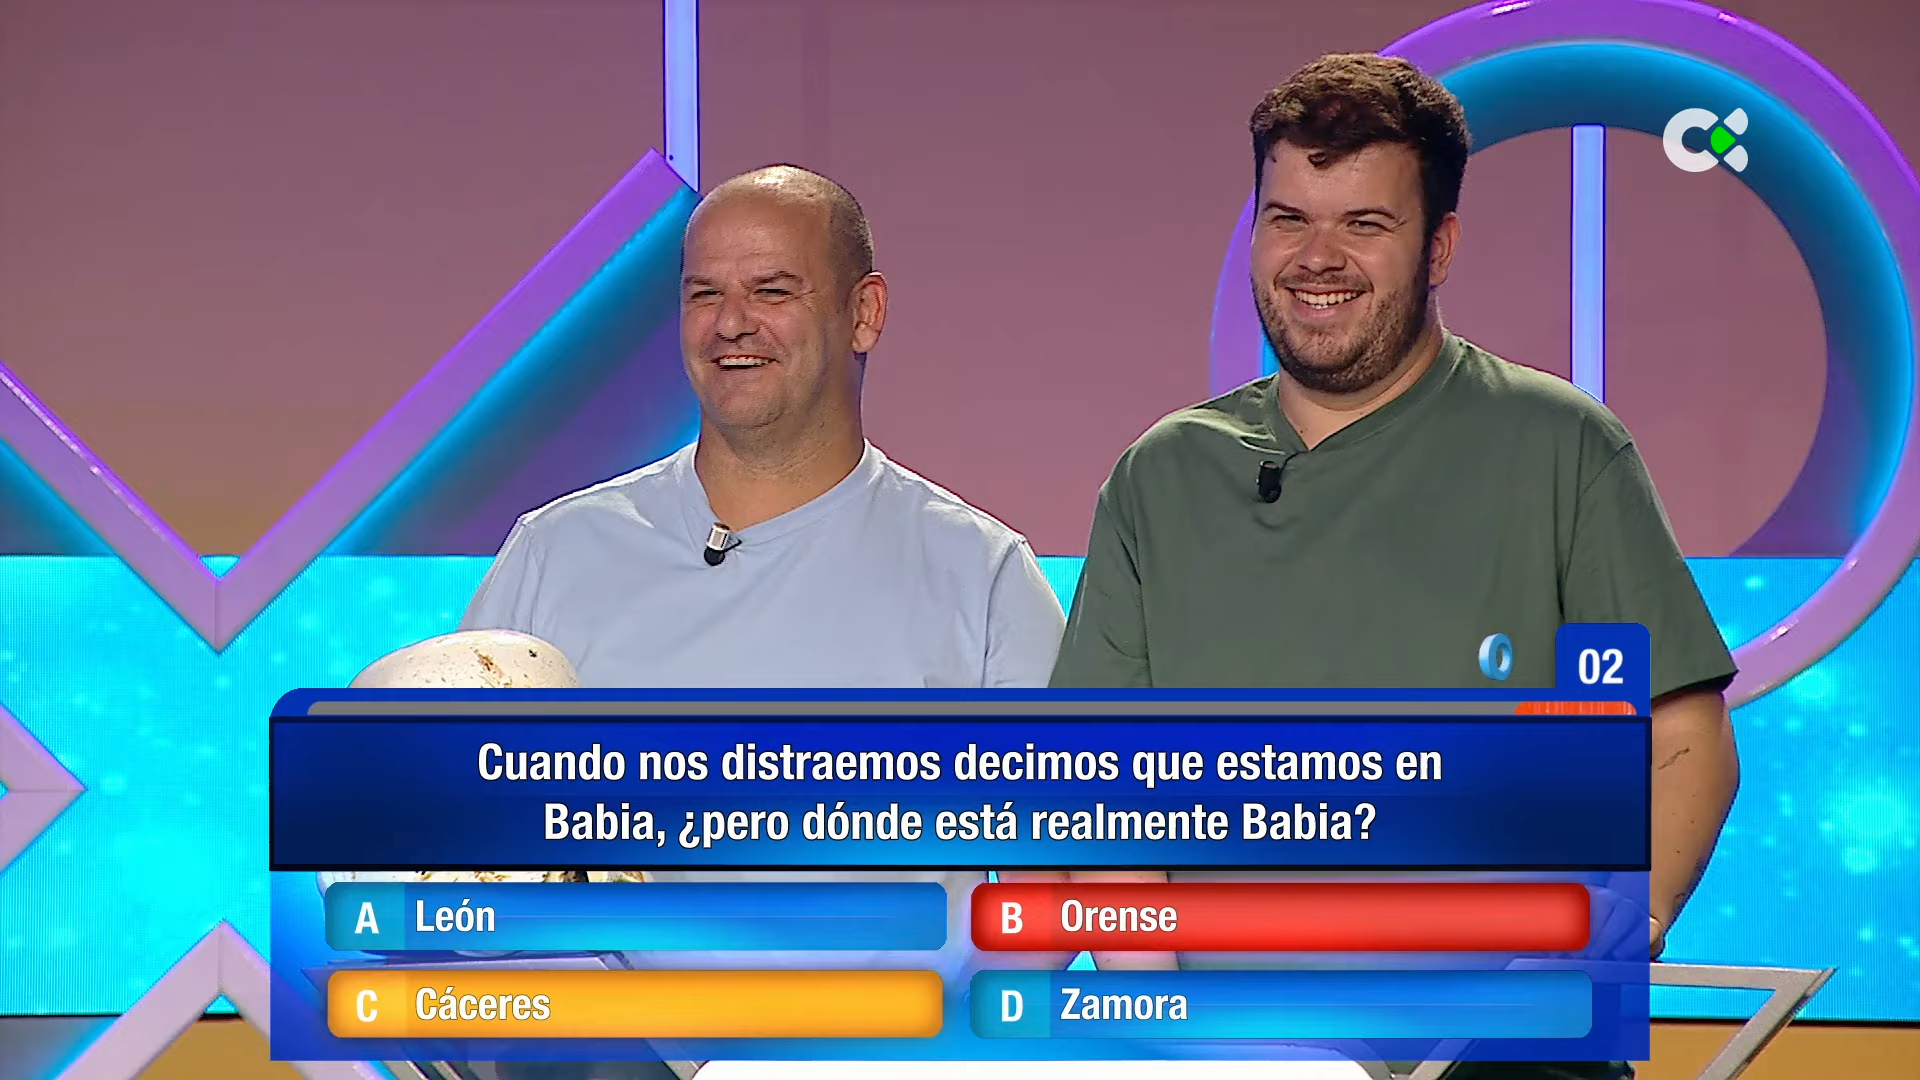 02
Cuando nos distraemos decimos que estamos en
Babia, ¿pero dónde está realmente Babia?
A León
B Orense
C Cáceres
D Zamora